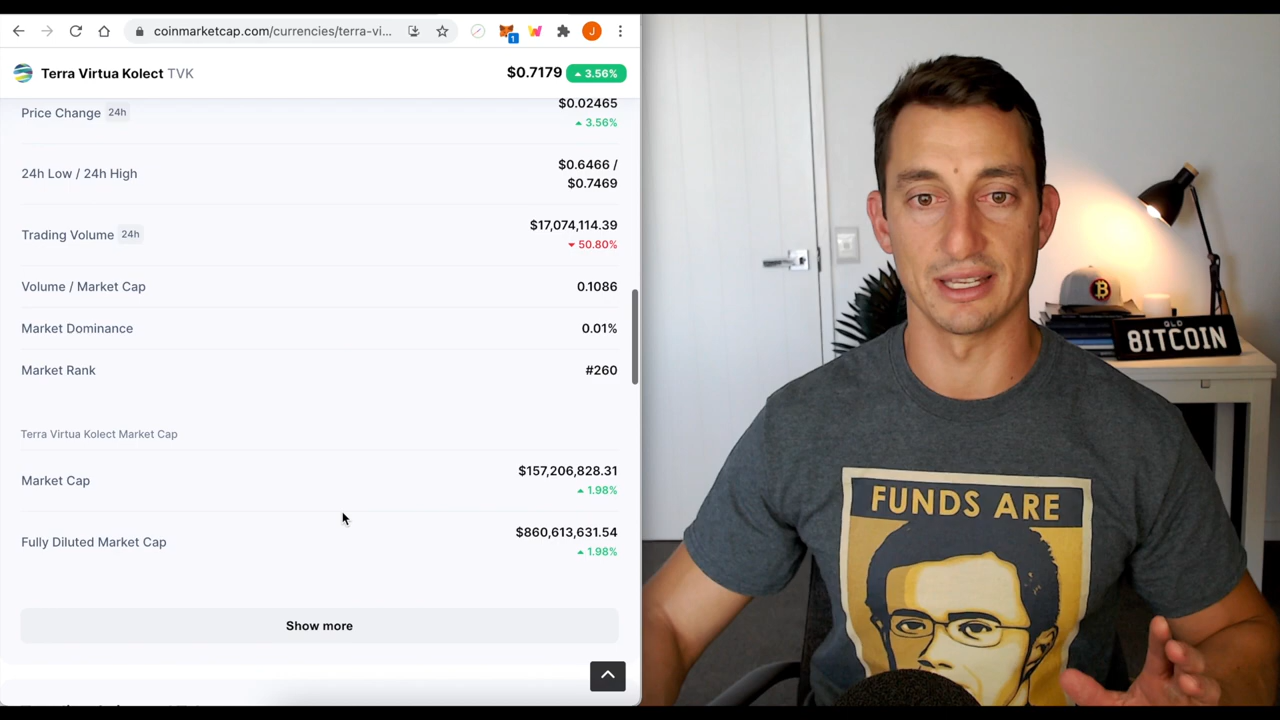 coinmarketcap.com/currencies/terra-vi...
1
J
Terra Virtua Kolect TVK
$0.7179 3.56%
Price Change 24h
$0.02465
3.56%
24h Low / 24h High
$0.6466 /
$0.7469
Trading Volume 24h
$17,074,114.39
50.80%
Volume / Market Cap
0.1086
Market Dominance
0.01%
Market Rank
#260
Terra Virtua Kolect Market Cap
Market Cap
$157,206,828.31
1.98%
Fully Diluted Market Cap
$860,613,631.54
1.98%
Show more
QLD
8ITCOIN
FUNDS ARE